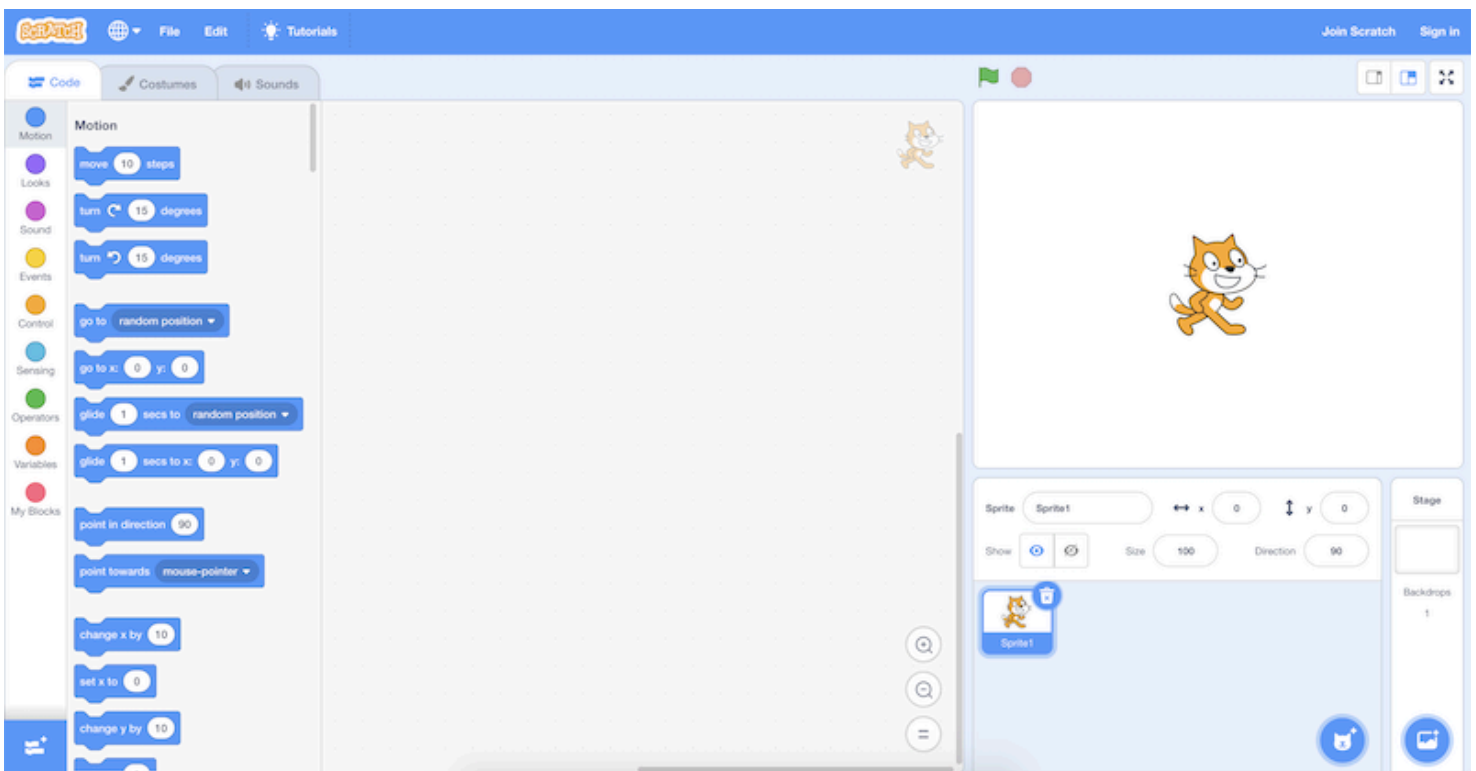 SCRATCH File Edit Tutorials Join Scratch Sign in
Code Costumes Sounds
Motion
Looks
Sound
Events
Control
Sensing
Operators
Variables
My Blocks
Motion
move 10 steps
turn 15 degrees
turn 15 degrees
go to random position
go to x: 0 y: 0
glide 1 secs to random position
glide 1 secs to x: 0 y: 0
point in direction 90
point towards mouse-pointer
change x by 10
set x to 0
change y by 10
Sprite Sprite1 x 0 y 0
Show Size 100 Direction 90
Sprite1
Stage
Backdrops
1